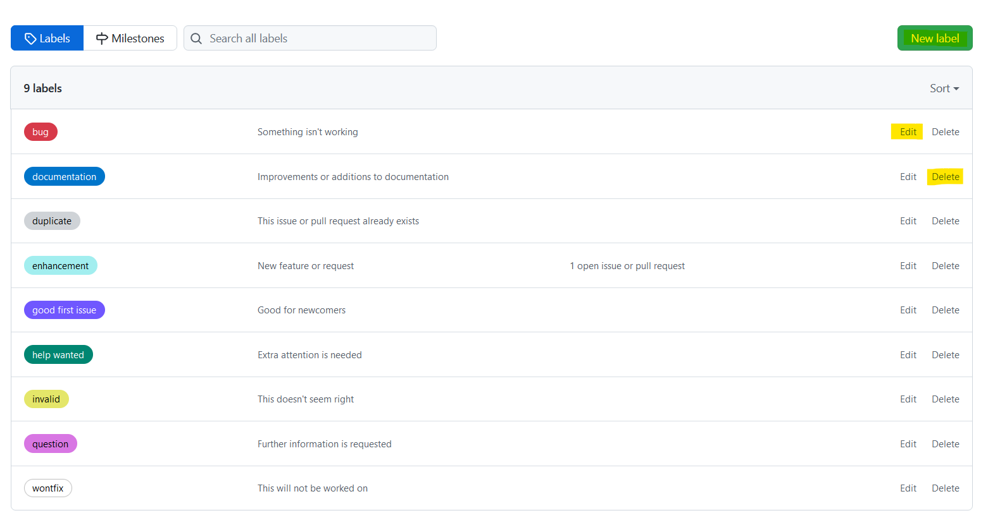 Labels Milestones Search all labels New label
9 labels Sort
bug Something isn't working Edit Delete
documentation Improvements or additions to documentation Edit Delete
duplicate This issue or pull request already exists Edit Delete
enhancement New feature or request 1 open issue or pull request Edit Delete
good first issue Good for newcomers Edit Delete
help wanted Extra attention is needed Edit Delete
invalid This doesn't seem right Edit Delete
question Further information is requested Edit Delete
wontfix This will not be worked on Edit Delete